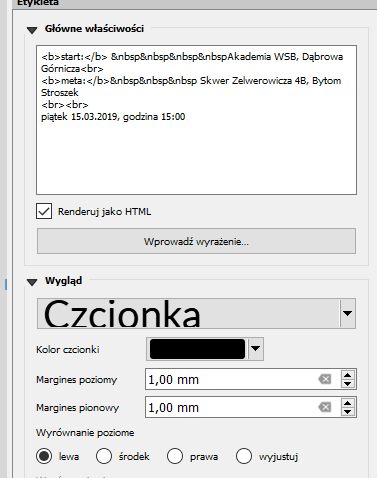 Etykieta
Główne właściwości
<b>start:</b> &nbsp&nbsp&nbsp&nbspAkademia WSB, Dąbrowa
Górnicza<br>
<b>meta:</b>&nbsp&nbsp&nbsp Skwer Zelwerowicza 4B, Bytom
Stroszek
<br><br>
piątek 15.03.2019, godzina 15:00
Renderuj jako HTML
Wprowadź wyrażenie...
Wygląd
Czcionka
Kolor czcionki
Margines poziomy 1,00 mm
Margines pionowy 1,00 mm
Wyrównanie poziome
lewa środek prawa wyjustuj